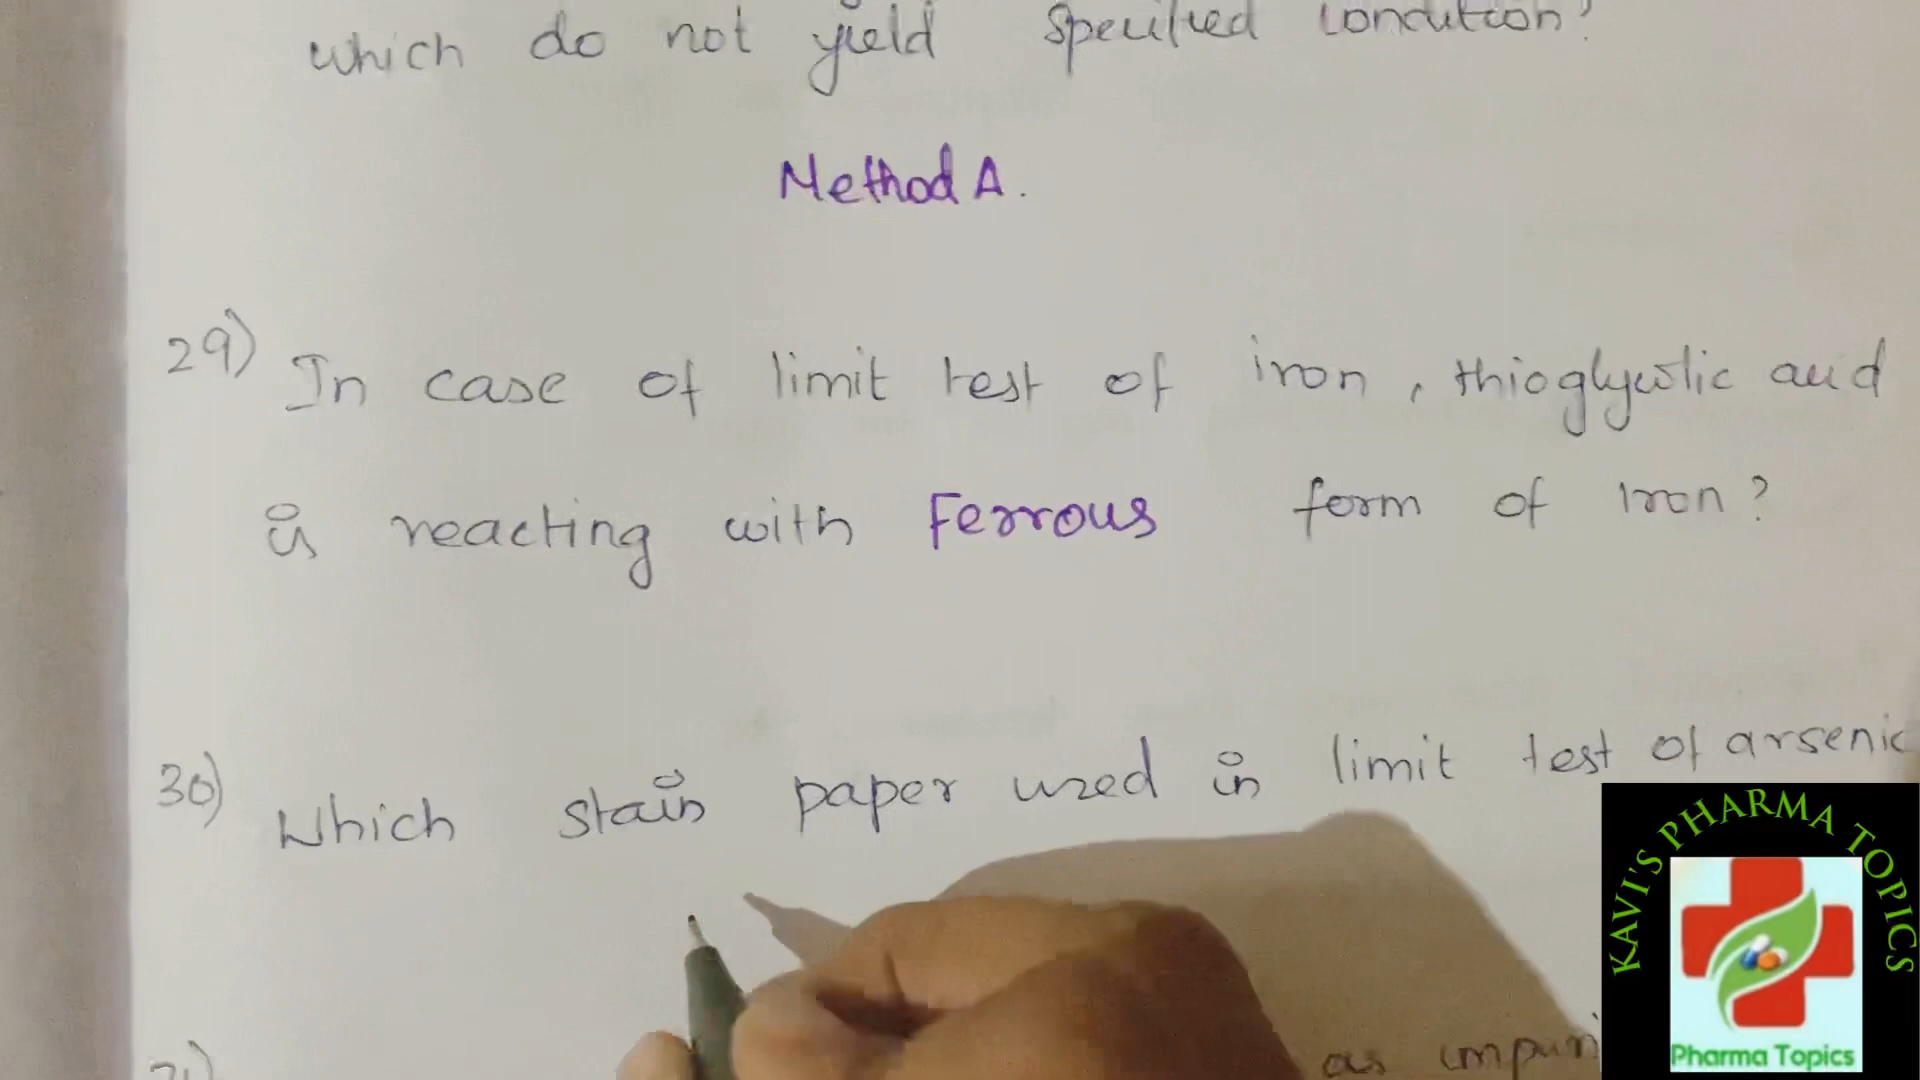 which do not yield specified condition?
Method A.
29) In case of limit test of iron, thioglycolic acid
is reacting with Ferrous form of Iron?
30) Which stain paper used in limit test of arsenic
as
KAVI'S PHARMA TOPICS
Pharma Topics